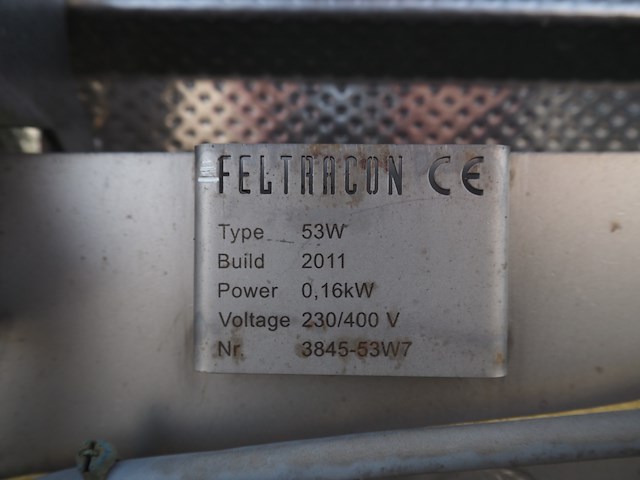 FELTRACON CE
Type 53W
Build 2011
Power 0,16kW
Voltage 230/400 V
Nr. 3845-53W7